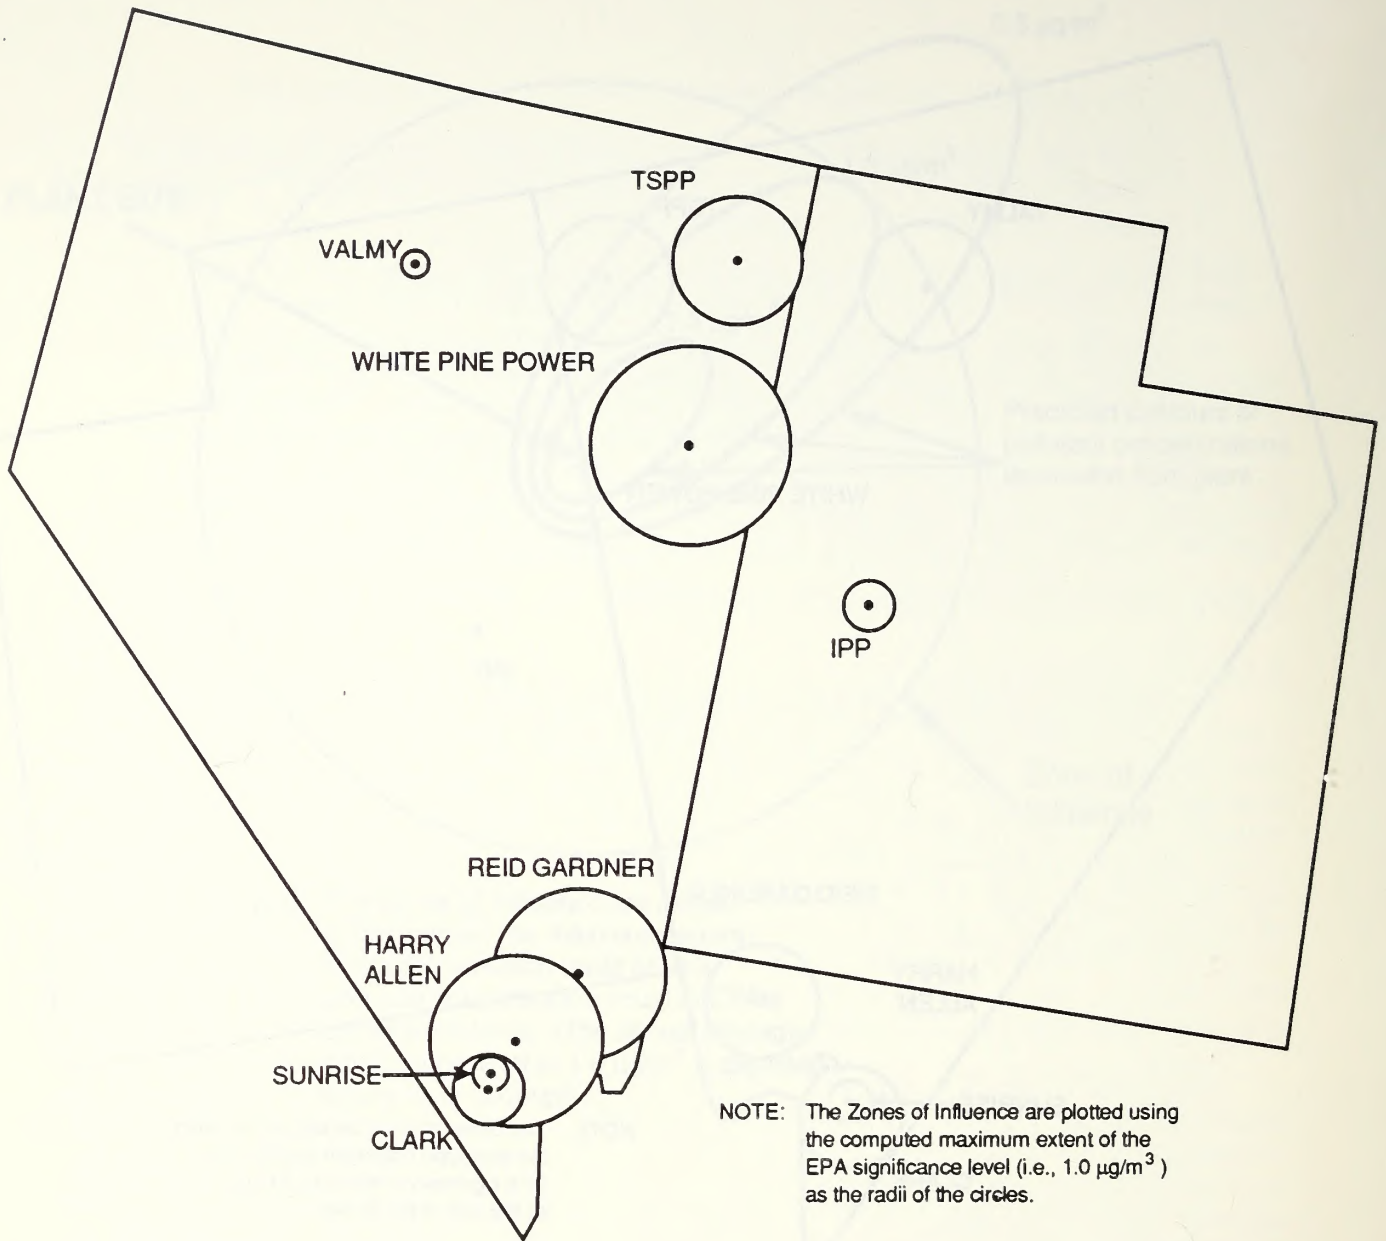 TSPP
VALMY
WHITE PINE POWER
IPP
REID GARDNER
HARRY
ALLEN
SUNRISE
CLARK
NOTE: The Zones of Influence are plotted using
the computed maximum extent of the
EPA significance level (i.e., 1.0 µg/m³ )
as the radii of the circles.